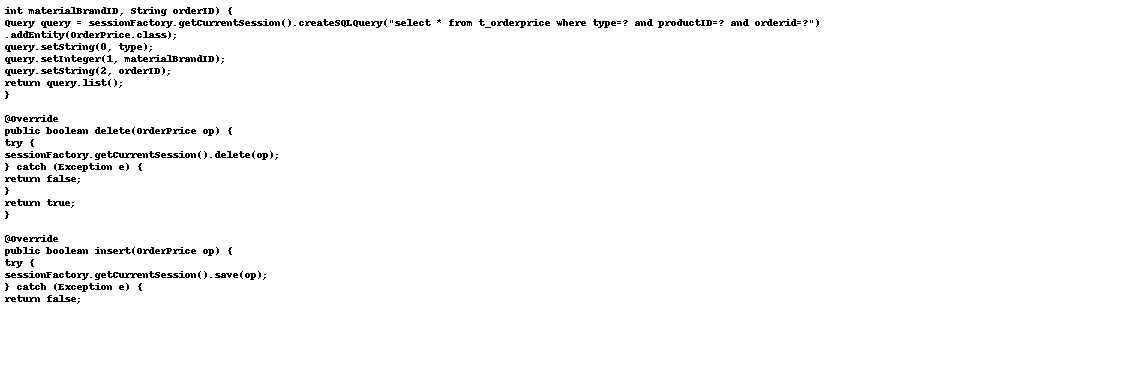 int materialBrandID, String orderID) {
Query query = sessionFactory.getCurrentSession().createSQLQuery("select * from t_orderprice where type=? and productID=? and orderid=?")
.addEntity(OrderPrice.class);
query.setString(0, type);
query.setInteger(1, materialBrandID);
query.setString(2, orderID);
return query.list();
}
@Override
public boolean delete(OrderPrice op) {
try {
sessionFactory.getCurrentSession().delete(op);
} catch (Exception e) {
return false;
}
return true;
}
@Override
public boolean insert(OrderPrice op) {
try {
sessionFactory.getCurrentSession().save(op);
} catch (Exception e) {
return false;